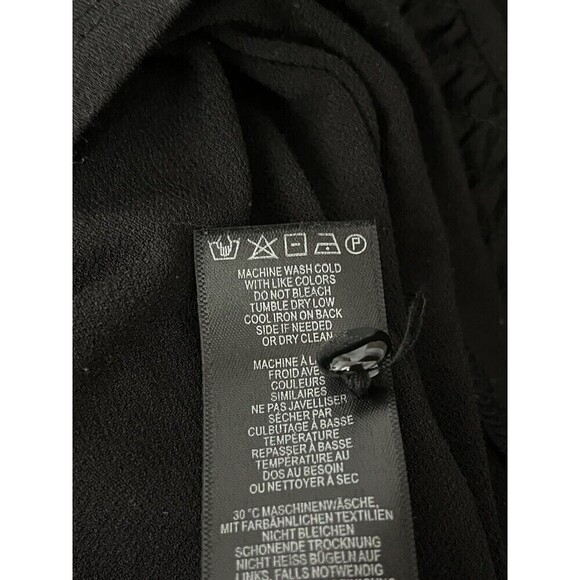 P
MACHINE WASH COLD
WITH LIKE COLORS
DO NOT BLEACH
TUMBLE DRY LOW
COOL IRON ON BACK
SIDE IF NEEDED
OR DRY CLEAN
MACHINE À
FROID
COULEURS
SIMILAIRES
NE PAS JAVELLISER
SÉCHER PAR
CULBUTAGE À BASSE
TEMPÉRATURE
REPASSER À BASSE
TEMPÉRATURE AU
DOS AU BESOIN
OU NETTOYER À SEC
30 °C MASCHINENWÄSCHE,
MIT FARBÄHNLICHEN TEXTILIEN
NICHT BLEICHEN
SCHONENDE TROCKNUNG
NICHT HEISS BÜGELN AUF
LINKS, FALLS NOTWENDIG